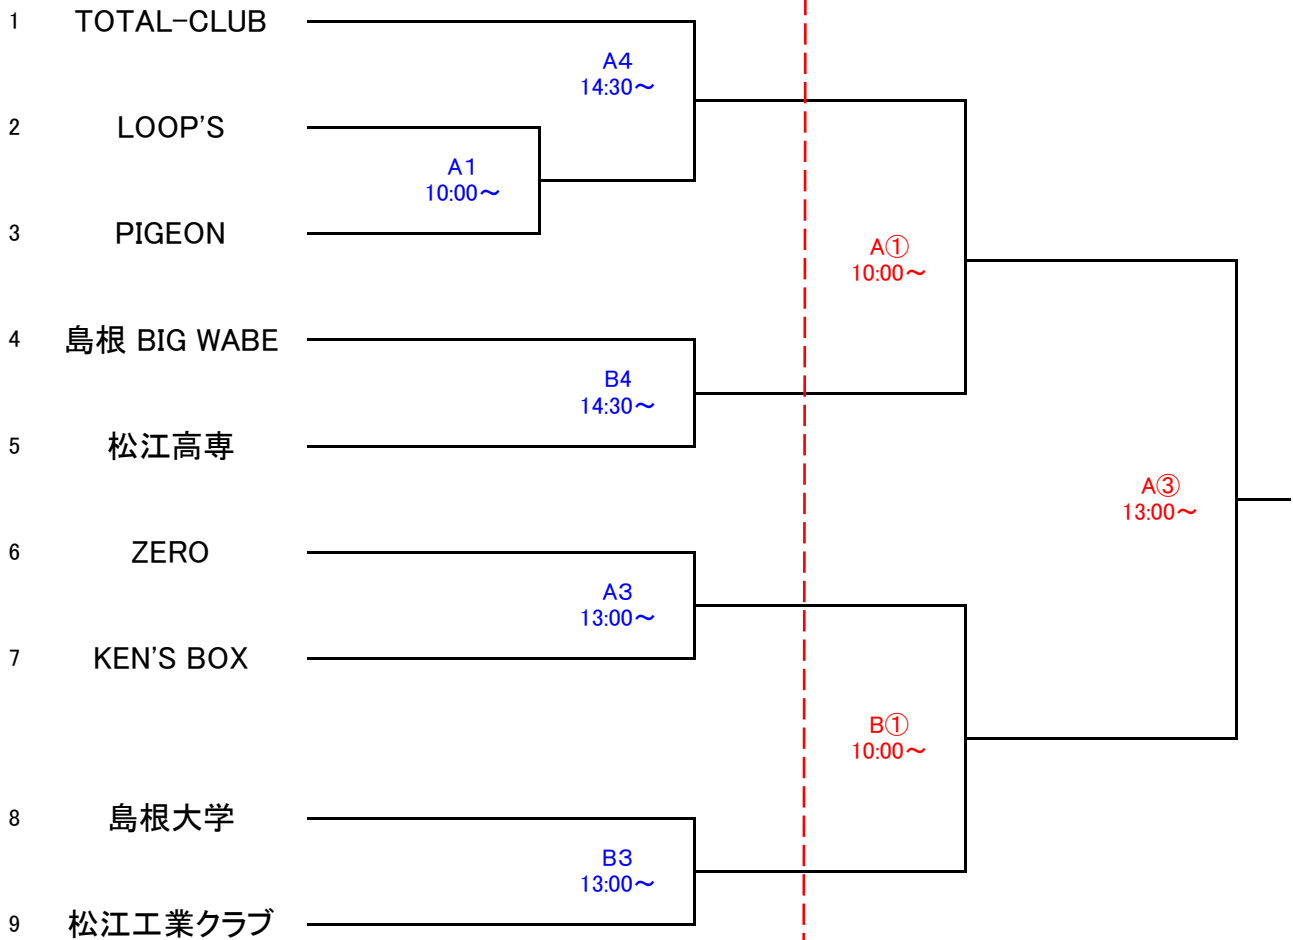 1 TOTAL-CLUB
A4
14:30～
2 LOOP'S
A1
10:00～
3 PIGEON
A①
10:00～
4 島根 BIG WABE
B4
14:30～
5 松江高専
A③
13:00～
6 ZERO
A3
13:00～
7 KEN'S BOX
B①
10:00～
8 島根大学
B3
13:00～
9 松江工業クラブ